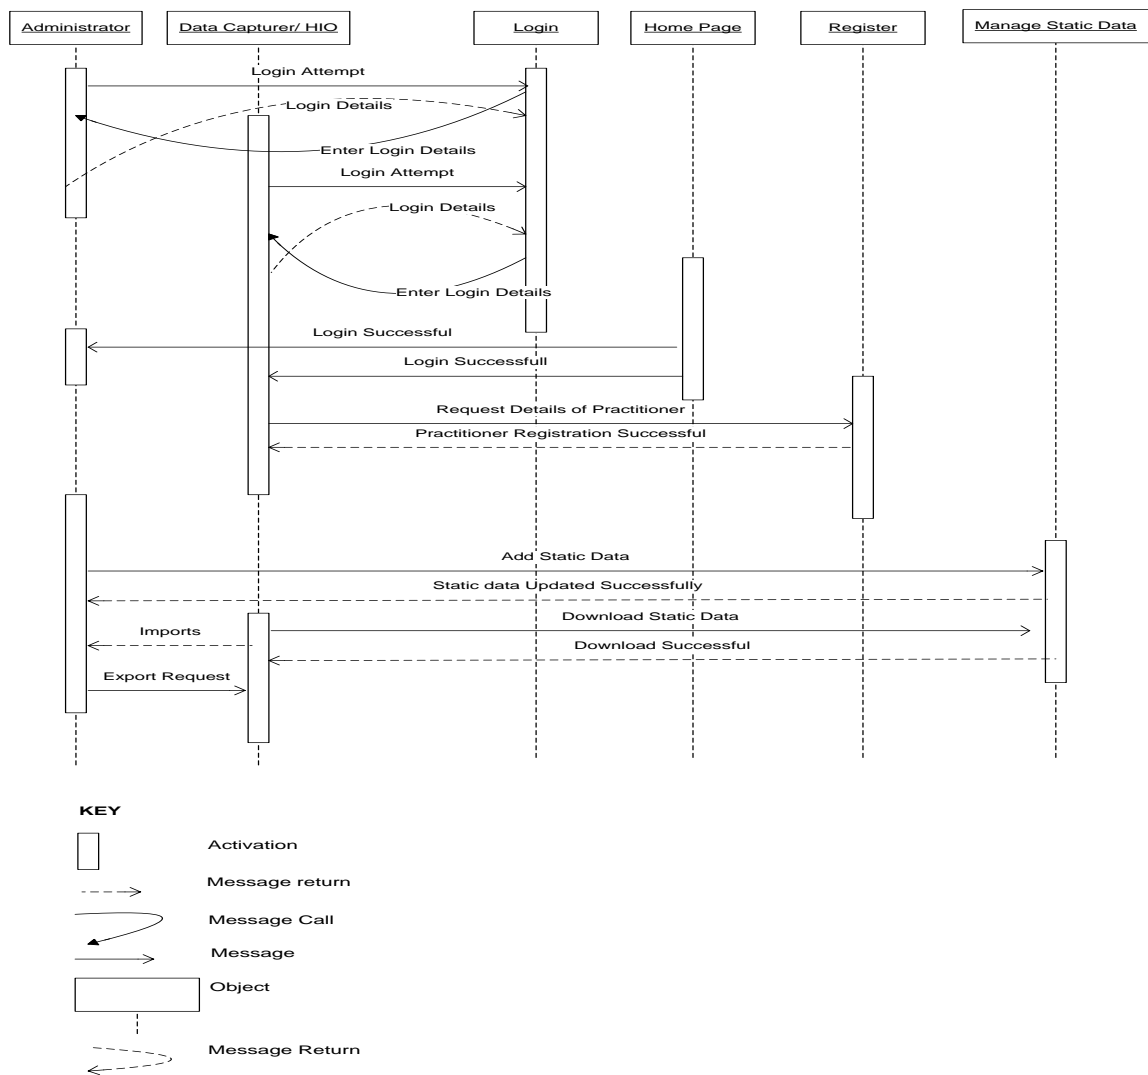 Administrator
Data Capturer/ HIO
Login
Home Page
Register
Manage Static Data
Login Attempt
Login Details
Enter Login Details
Login Attempt
Login Details
Enter Login Details
Login Successful
Login Successfull
Request Details of Practitioner
Practitioner Registration Successful
Add Static Data
Static data Updated Successfully
Download Static Data
Imports
Download Successful
Export Request
KEY
Activation
Message return
Message Call
Message
Object
Message Return